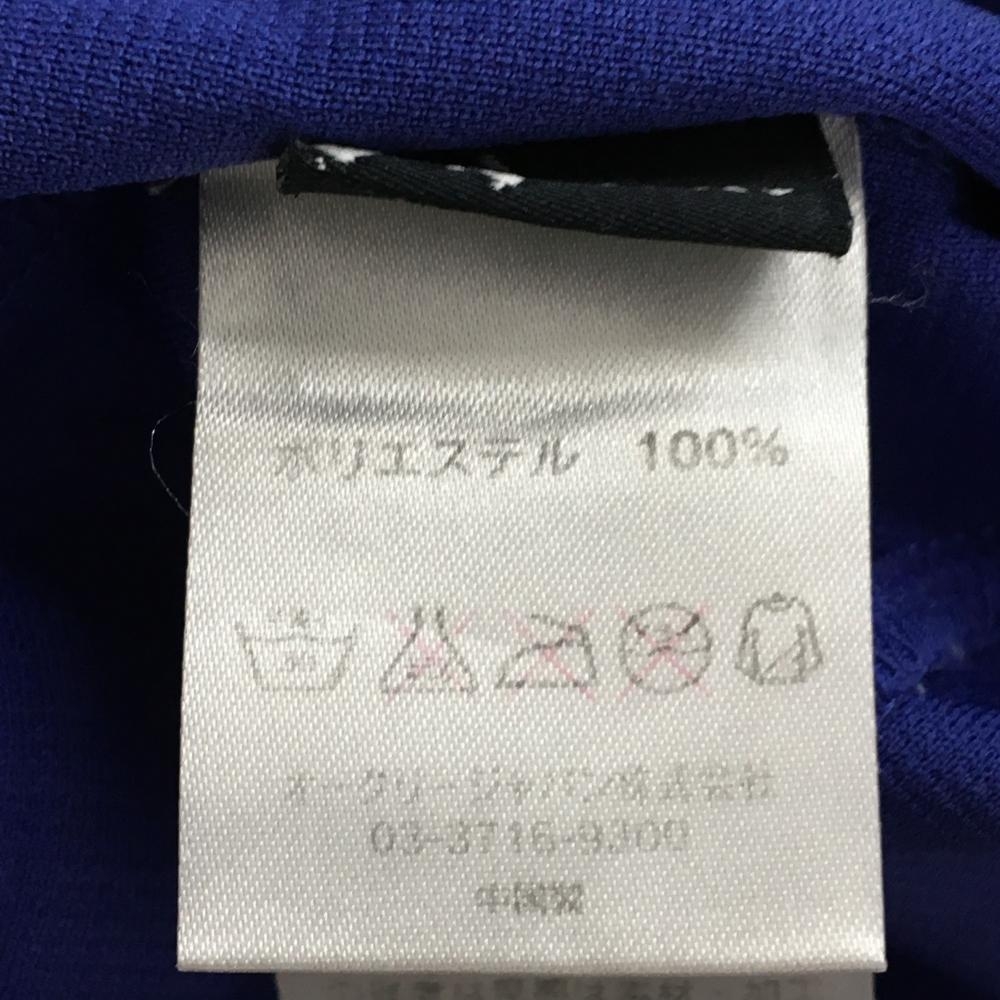 ポリエステル 100%
オークリージャパン株式会社
03-3716-9300
中国製